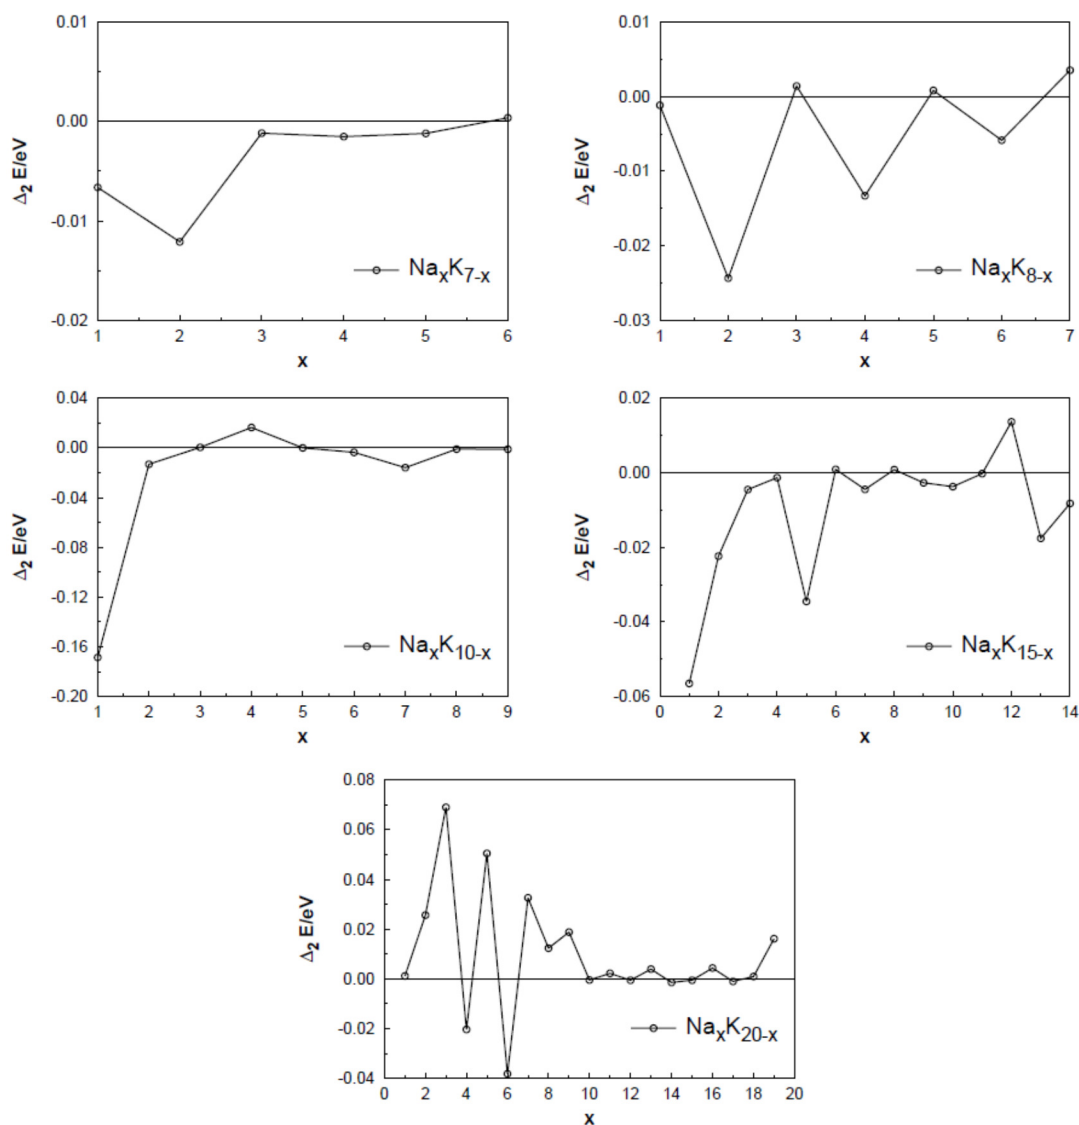 0.01
0.00
-0.01
-0.02
Δ₂ E/eV
NaₓK₇₋ₓ
1 2 3 4 5 6
x
0.01
0.00
-0.01
-0.02
-0.03
Δ₂ E/eV
NaₓK₈₋ₓ
1 2 3 4 5 6 7
x
0.04
0.00
-0.04
-0.08
-0.12
-0.16
-0.20
Δ₂ E/eV
NaₓK₁₀₋ₓ
1 2 3 4 5 6 7 8 9
x
0.02
0.00
-0.02
-0.04
-0.06
Δ₂ E/eV
NaₓK₁₅₋ₓ
0 2 4 6 8 10 12 14
x
0.08
0.06
0.04
0.02
0.00
-0.02
-0.04
Δ₂ E/eV
NaₓK₂₀₋ₓ
0 2 4 6 8 10 12 14 16 18 20
x